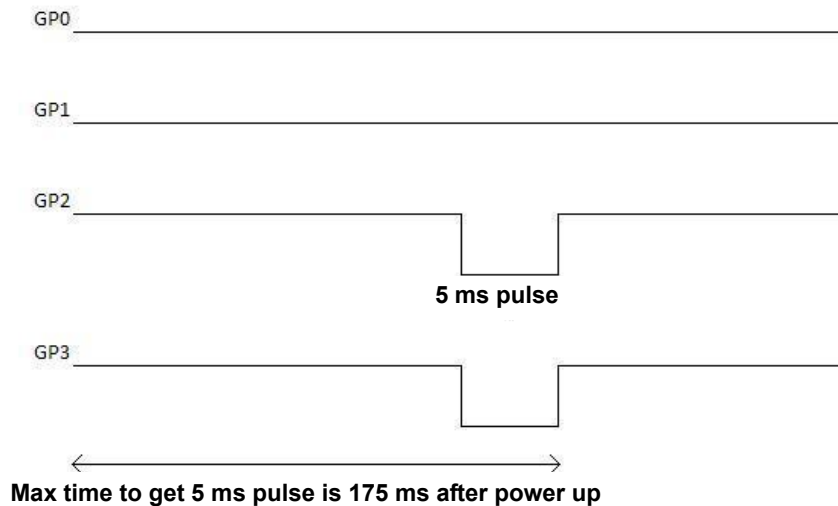 GP0
GP1
GP2
5 ms pulse
GP3
Max time to get 5 ms pulse is 175 ms after power up